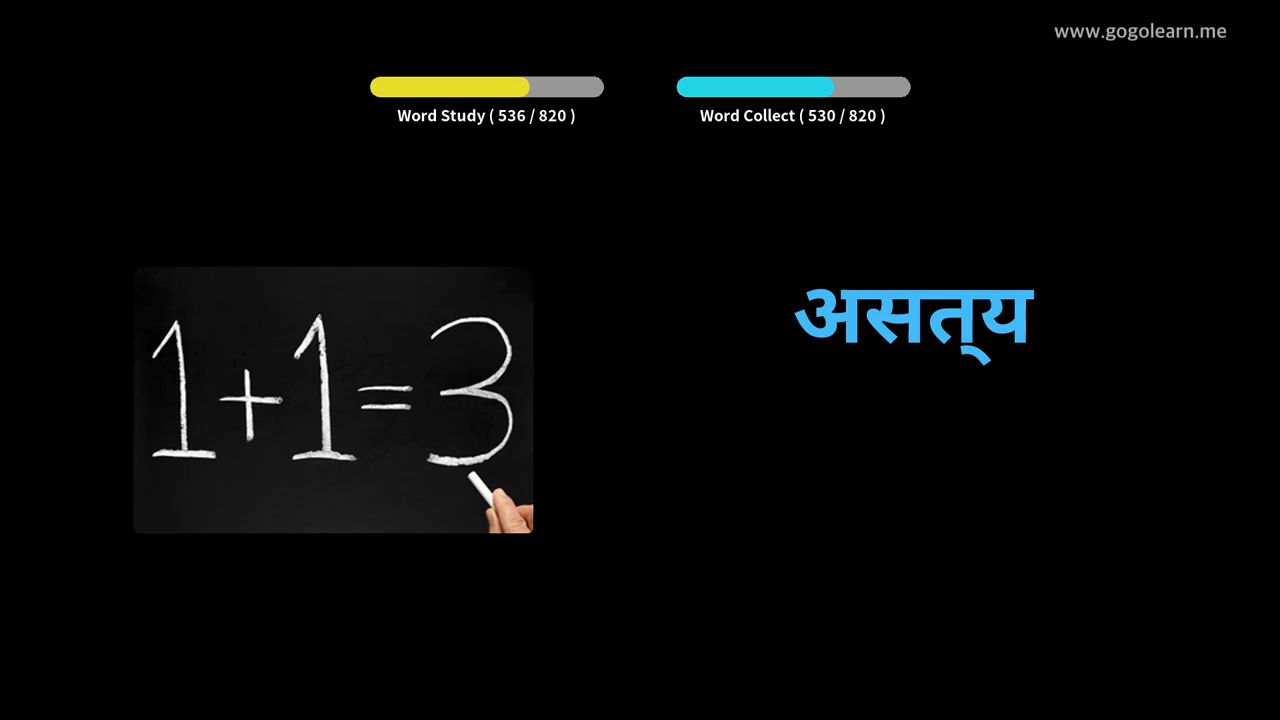 www.gogolearn.me
Word Study ( 536 / 820 )
Word Collect ( 530 / 820 )
1+1=3
असत्‌य